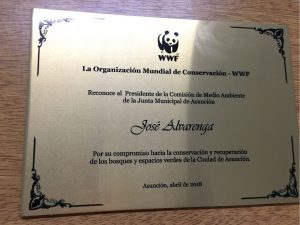 WWF
La Organización Mundial de Conservación - WWF
Reconoce al Presidente de la Comisión de Medio Ambiente
de la Junta Municipal de Asunción
José Alvarenga
Por su compromiso hacia la conservación y recuperación
de los bosques y espacios verdes de la Ciudad de Asunción.
Asunción, abril de 2018